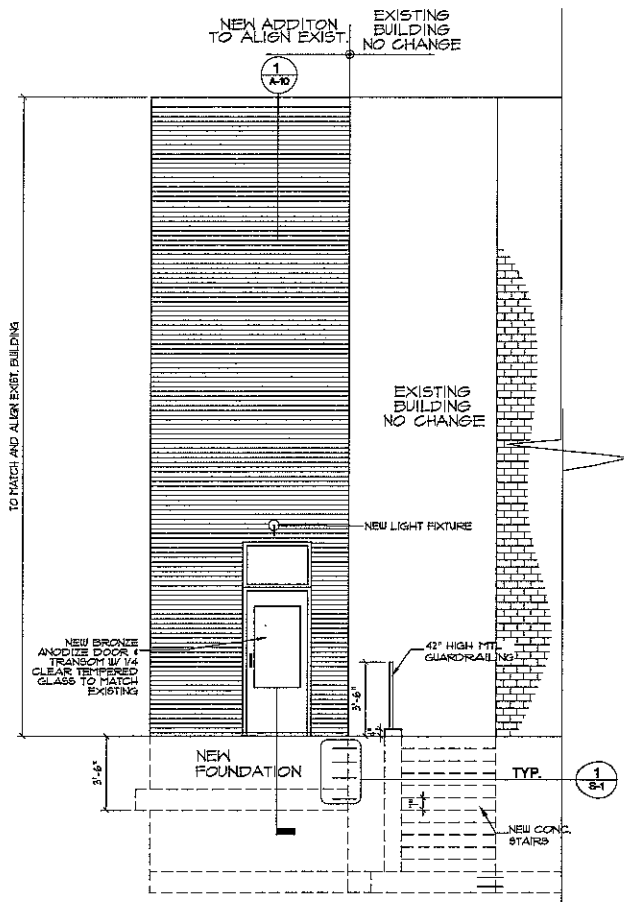 NEW ADDITON
TO ALIGN EXIST.
EXISTING
BUILDING
NO CHANGE
1
A-10
TO MATCH AND ALIGN EXIST. BUILDING
EXISTING
BUILDING
NO CHANGE
NEW LIGHT FIXTURE
NEW BRONZE
ANODIZE DOOR &
TRANSOM W/ 1/4
CLEAR TEMPERED
GLASS TO MATCH
EXISTING
42" HIGH MTL.
GUARDRAILING
3'-6"
NEW
FOUNDATION
3'-6"
TYP.
1
S-1
NEW CONC.
STAIRS